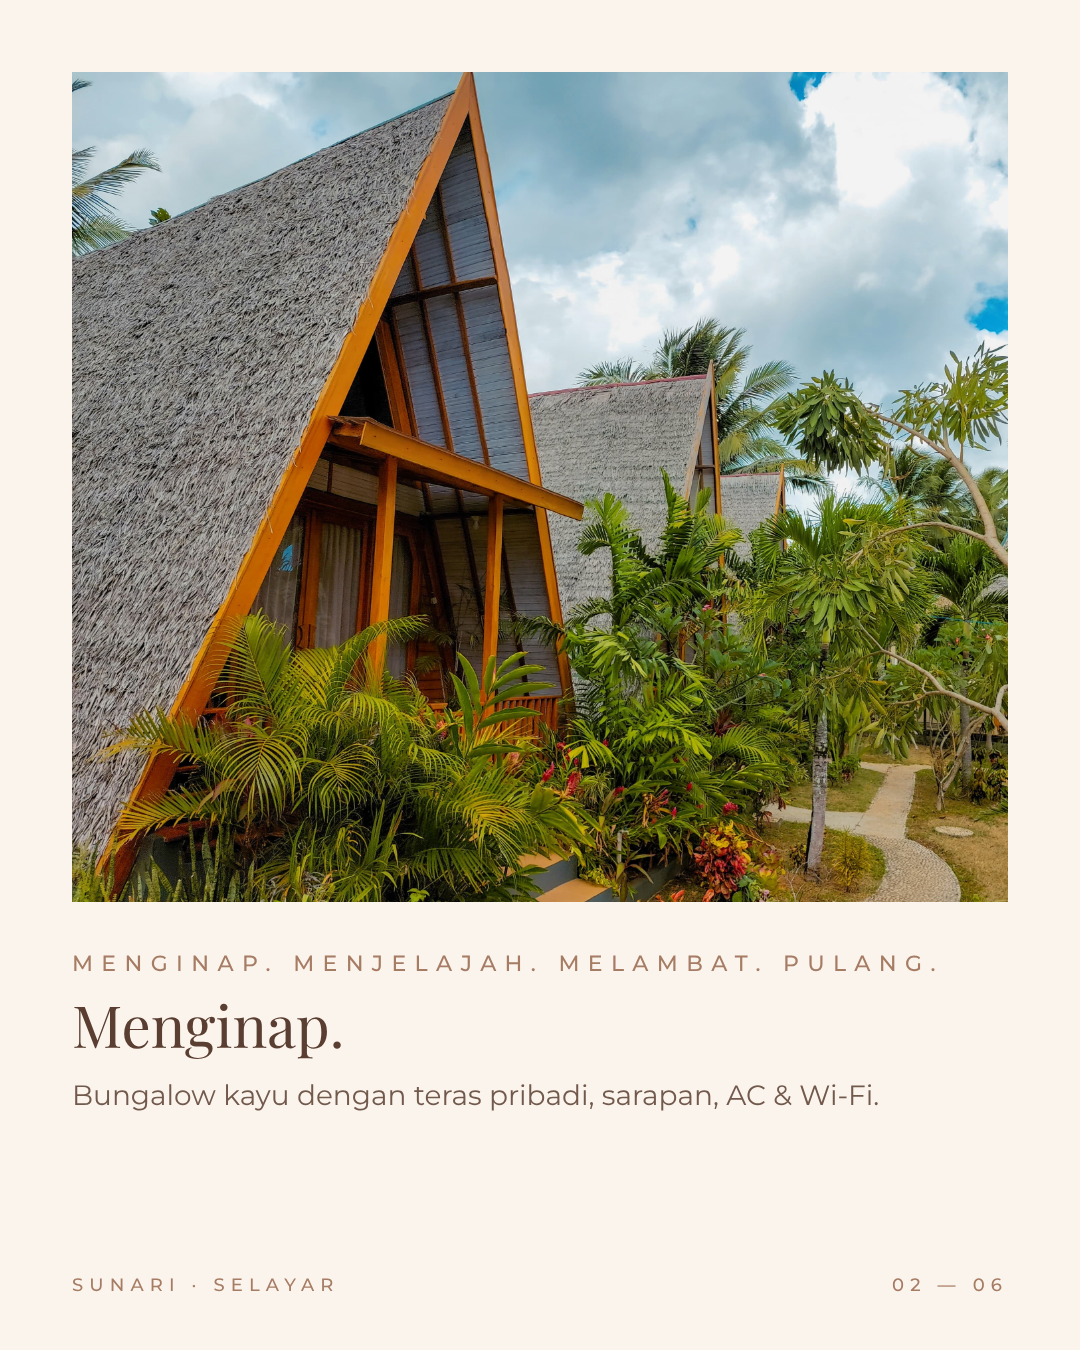 MENGINAP. MENJELAJAH. MELAMBAT. PULANG.
Menginap.
Bungalow kayu dengan teras pribadi, sarapan, AC & Wi-Fi.
SUNARI · SELAYAR
02 — 06